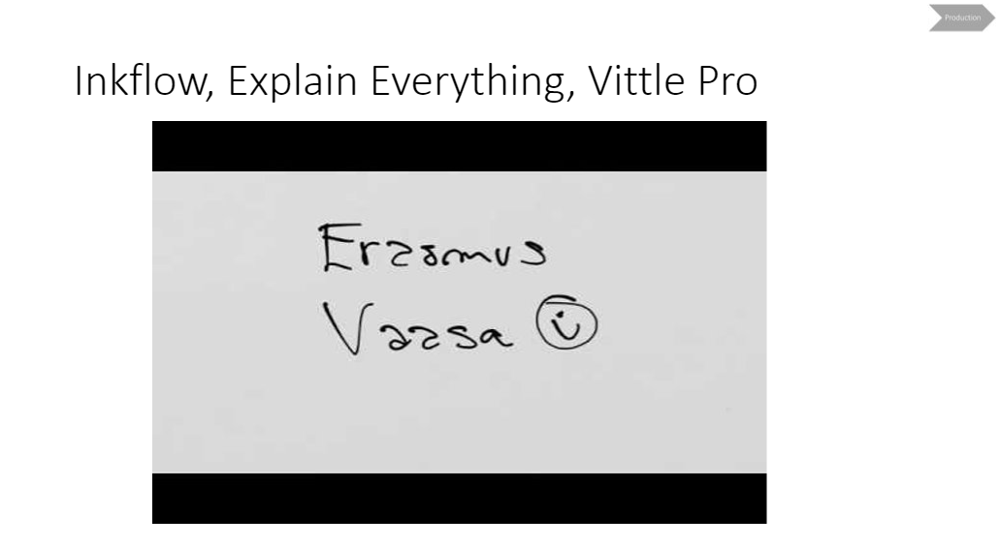 Production
Inkflow, Explain Everything, Vittle Pro
Erasmus
Vaasa